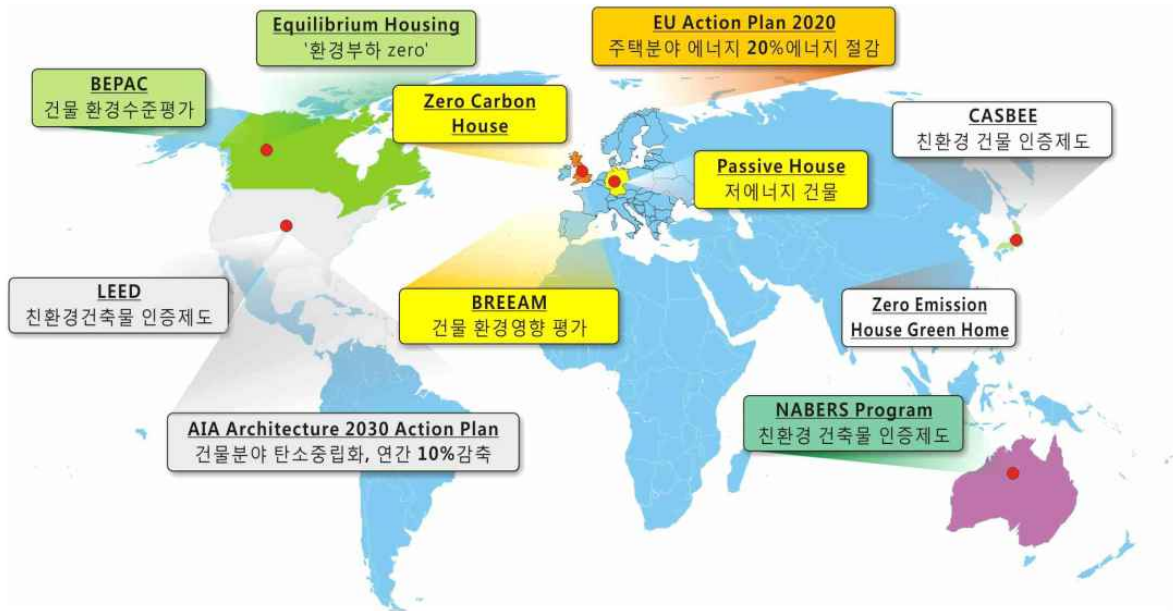 Equilibrium Housing
'환경부하 zero'
EU Action Plan 2020
주택분야 에너지 20%에너지 절감
BEPAC
건물 환경수준평가
Zero Carbon
House
CASBEE
친환경 건물 인증제도
Passive House
저에너지 건물
LEED
친환경건축물 인증제도
BREEAM
건물 환경영향 평가
Zero Emission
House Green Home
AIA Architecture 2030 Action Plan
건물분야 탄소중립화, 연간 10%감축
NABERS Program
친환경 건축물 인증제도